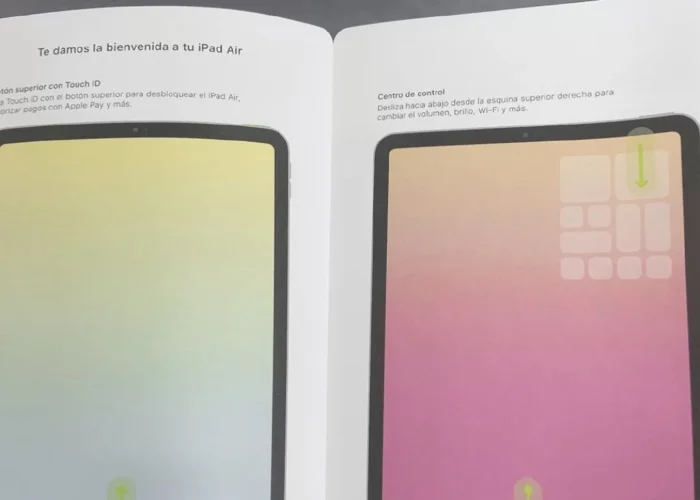 Te damos la bienvenida a tu iPad Air
superior con Touch ID
Touch ID con el botón superior para desbloquear el iPad Air,
pagos con Apple Pay y más.
Centro de control
Desliza hacia abajo desde la esquina superior derecha para
cambiar el volumen, brillo, Wi-Fi y más.